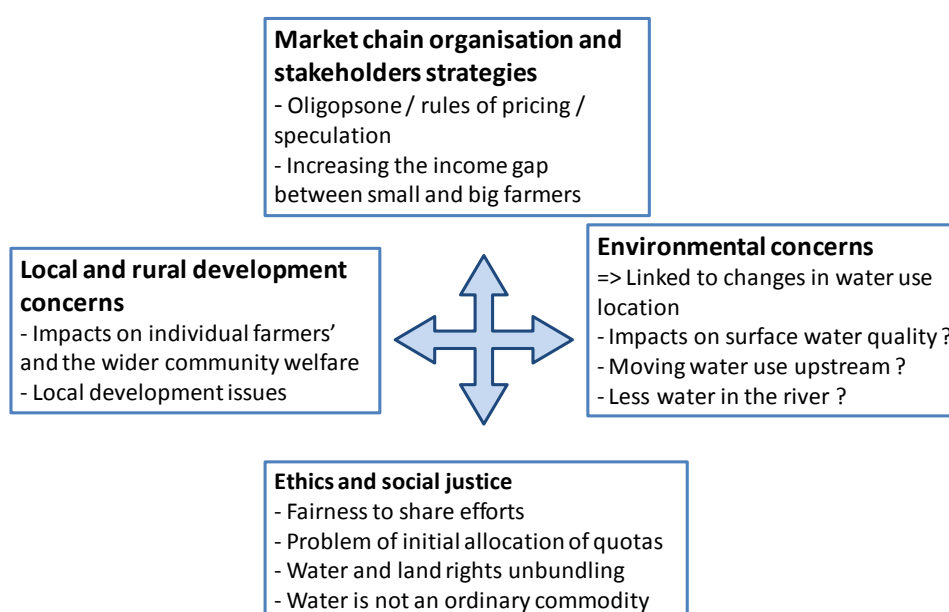 Market chain organisation and
stakeholders strategies
- Oligopsone / rules of pricing /
speculation
- Increasing the income gap
between small and big farmers
Local and rural development
concerns
- Impacts on individual farmers’
and the wider community welfare
- Local development issues
Environmental concerns
=> Linked to changes in water use
location
- Impacts on surface water quality ?
- Moving water use upstream ?
- Less water in the river ?
Ethics and social justice
- Fairness to share efforts
- Problem of initial allocation of quotas
- Water and land rights unbundling
- Water is not an ordinary commodity